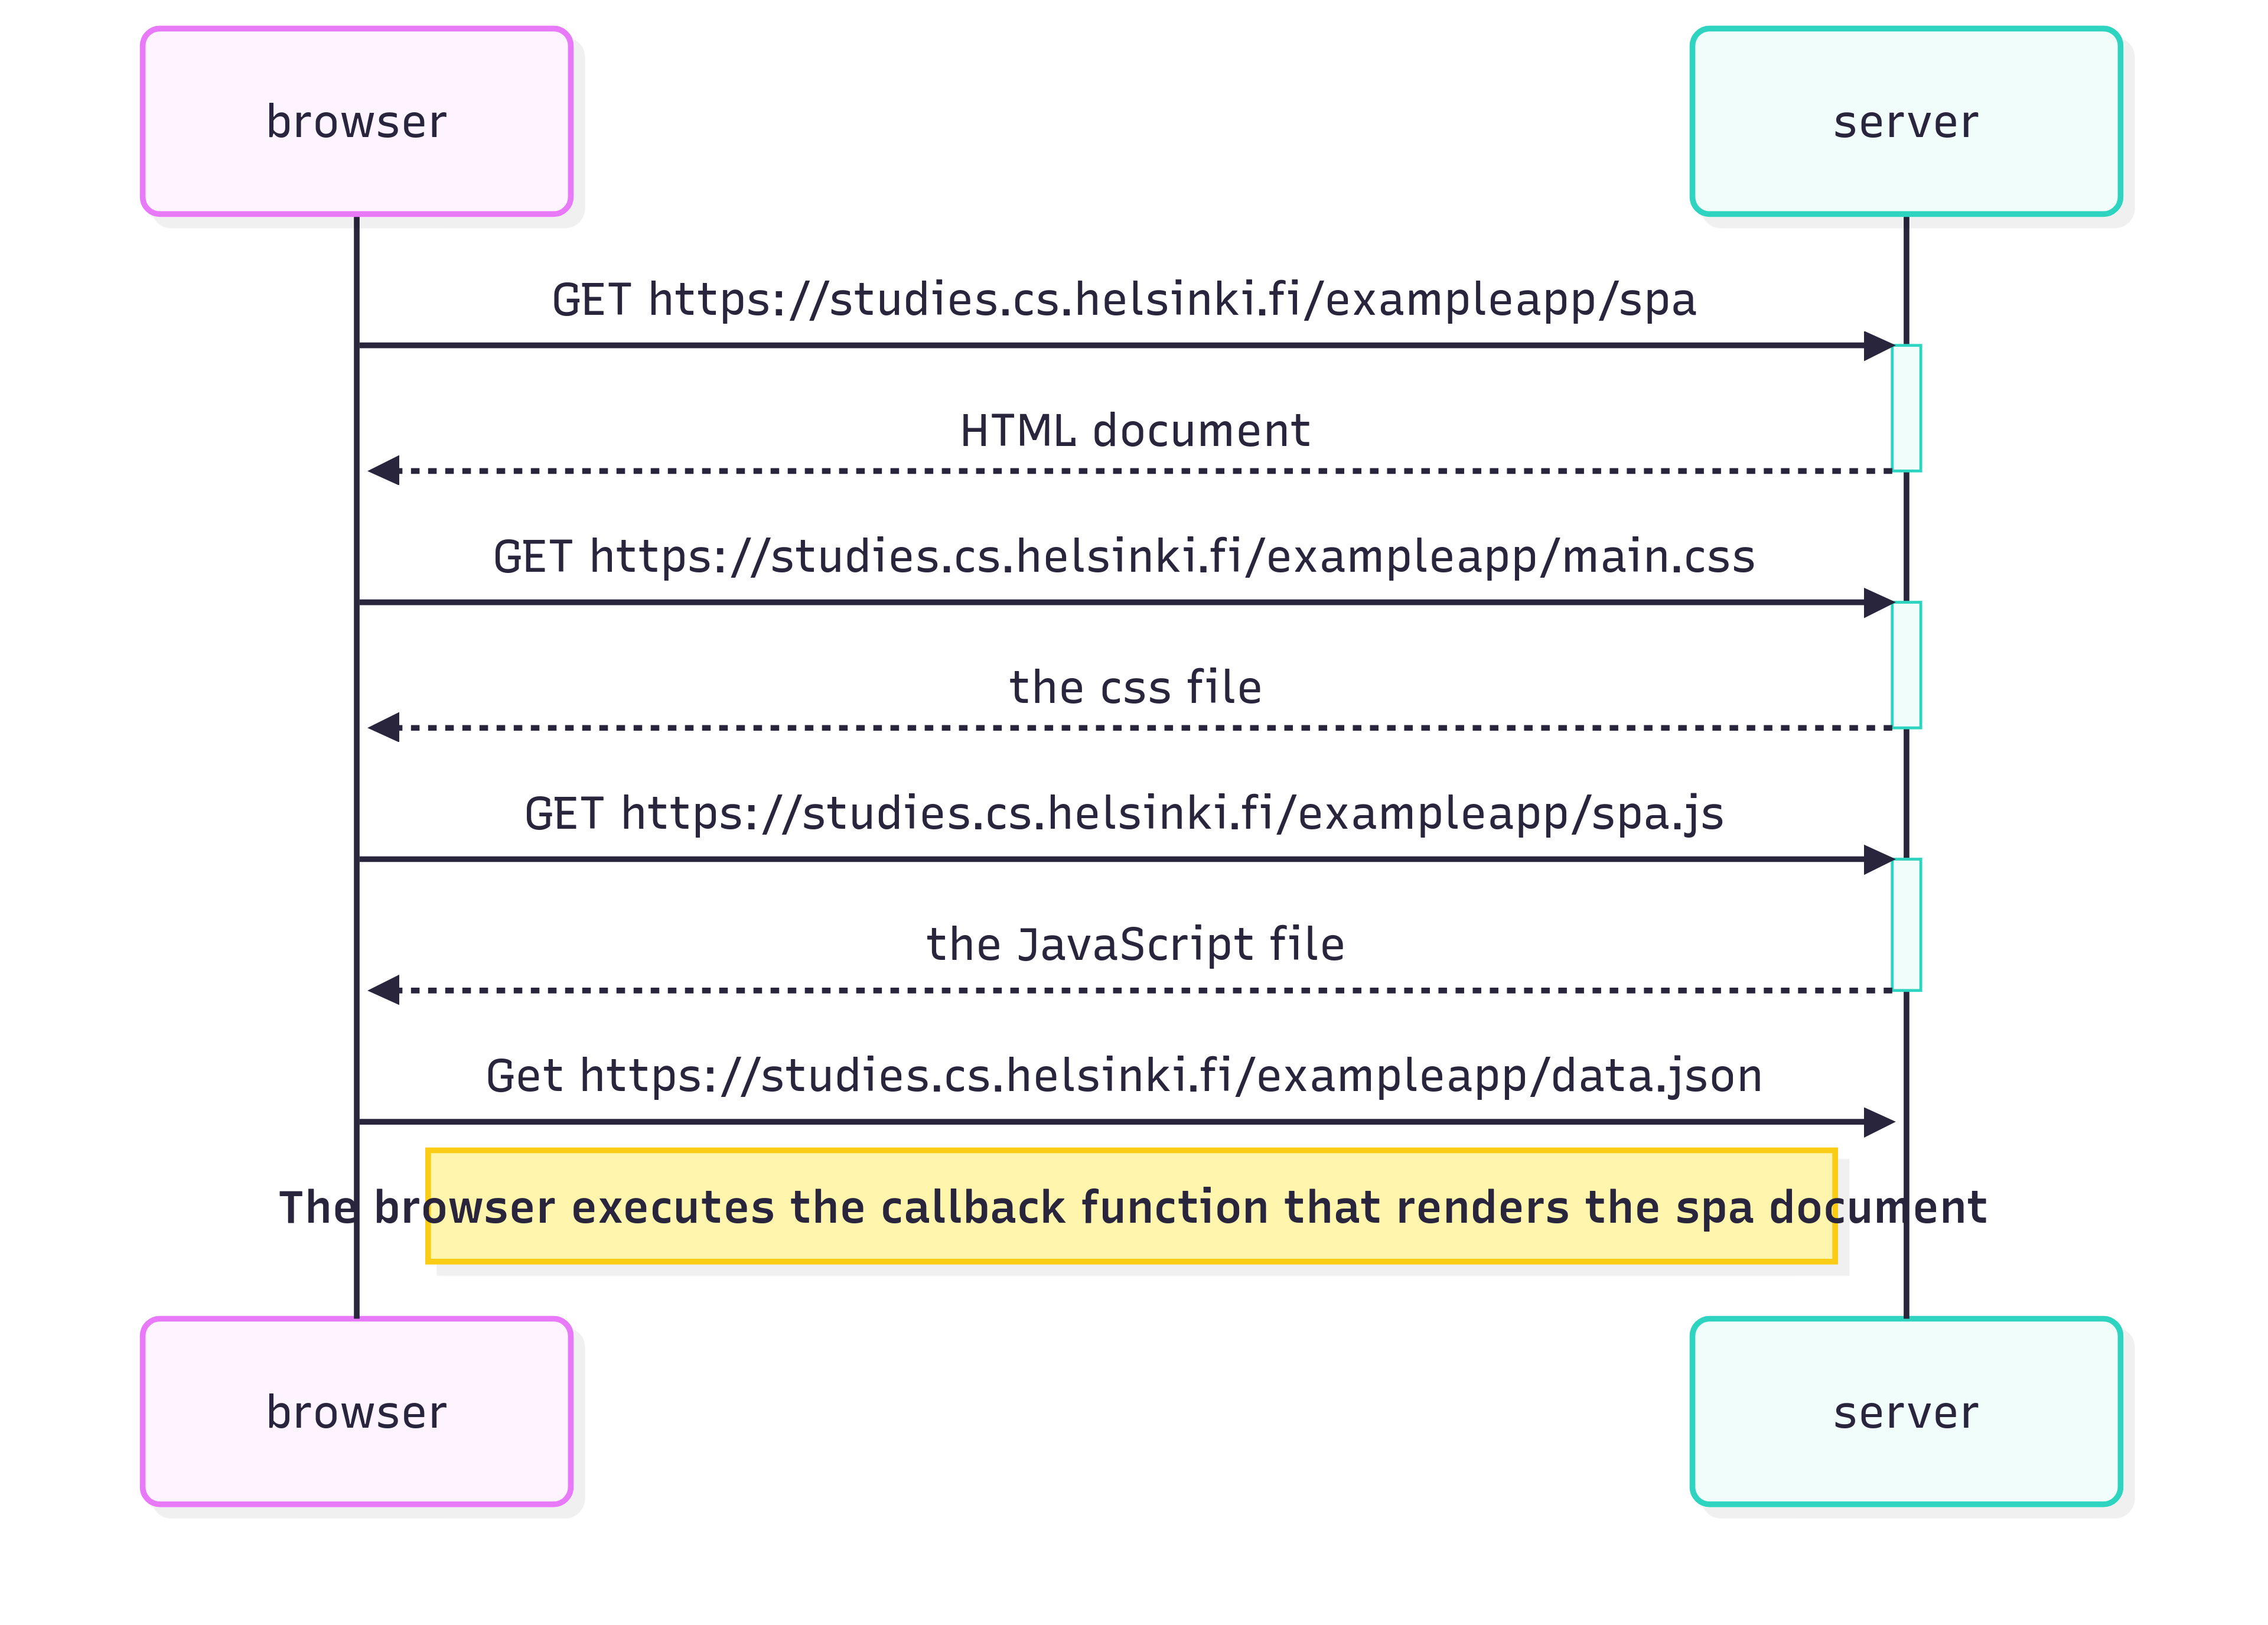 browser
server
GET https://studies.cs.helsinki.fi/exampleapp/spa
HTML document
GET https://studies.cs.helsinki.fi/exampleapp/main.css
the css file
GET https://studies.cs.helsinki.fi/exampleapp/spa.js
the JavaScript file
Get https://studies.cs.helsinki.fi/exampleapp/data.json
The browser executes the callback function that renders the spa document
browser
server